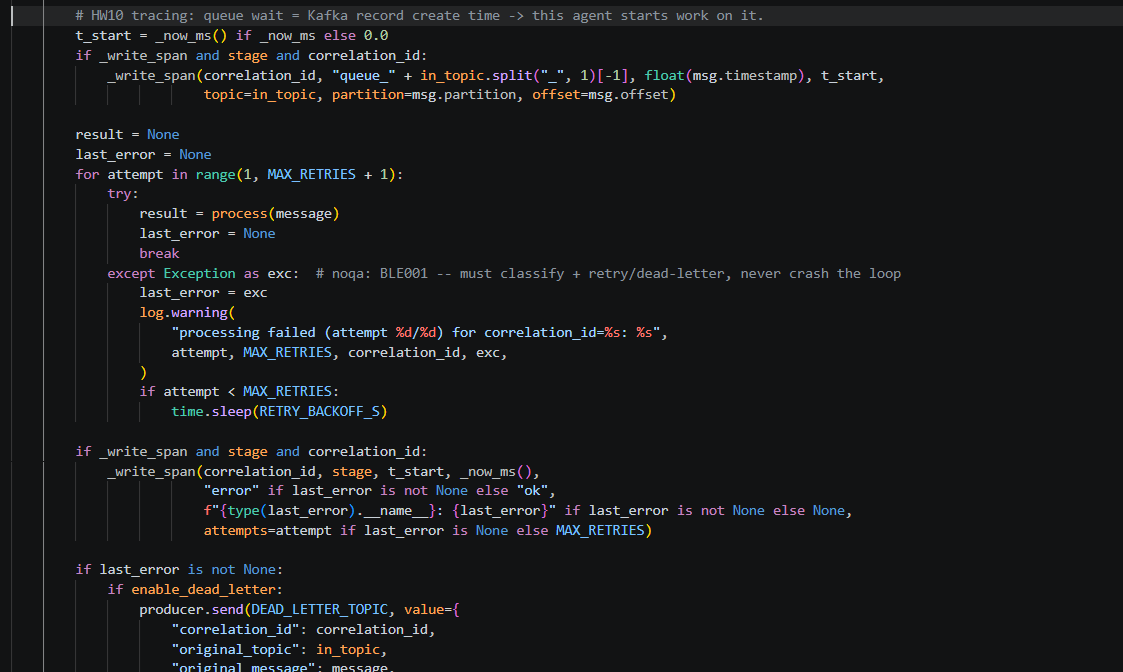 # HW10 tracing: queue wait = Kafka record create time -> this agent starts work on it.
t_start = _now_ms() if _now_ms else 0.0
if _write_span and stage and correlation_id:
    _write_span(correlation_id, "queue_" + in_topic.split("_", 1)[-1], float(msg.timestamp), t_start,
                topic=in_topic, partition=msg.partition, offset=msg.offset)

result = None
last_error = None
for attempt in range(1, MAX_RETRIES + 1):
    try:
        result = process(message)
        last_error = None
        break
    except Exception as exc:  # noqa: BLE001 -- must classify + retry/dead-letter, never crash the loop
        last_error = exc
        log.warning(
            "processing failed (attempt %d/%d) for correlation_id=%s: %s",
            attempt, MAX_RETRIES, correlation_id, exc,
        )
        if attempt < MAX_RETRIES:
            time.sleep(RETRY_BACKOFF_S)

if _write_span and stage and correlation_id:
    _write_span(correlation_id, stage, t_start, _now_ms(),
                "error" if last_error is not None else "ok",
                f"{type(last_error).__name__}: {last_error}" if last_error is not None else None,
                attempts=attempt if last_error is None else MAX_RETRIES)

if last_error is not None:
    if enable_dead_letter:
        producer.send(DEAD_LETTER_TOPIC, value={
            "correlation_id": correlation_id,
            "original_topic": in_topic,
            "original_message": message,